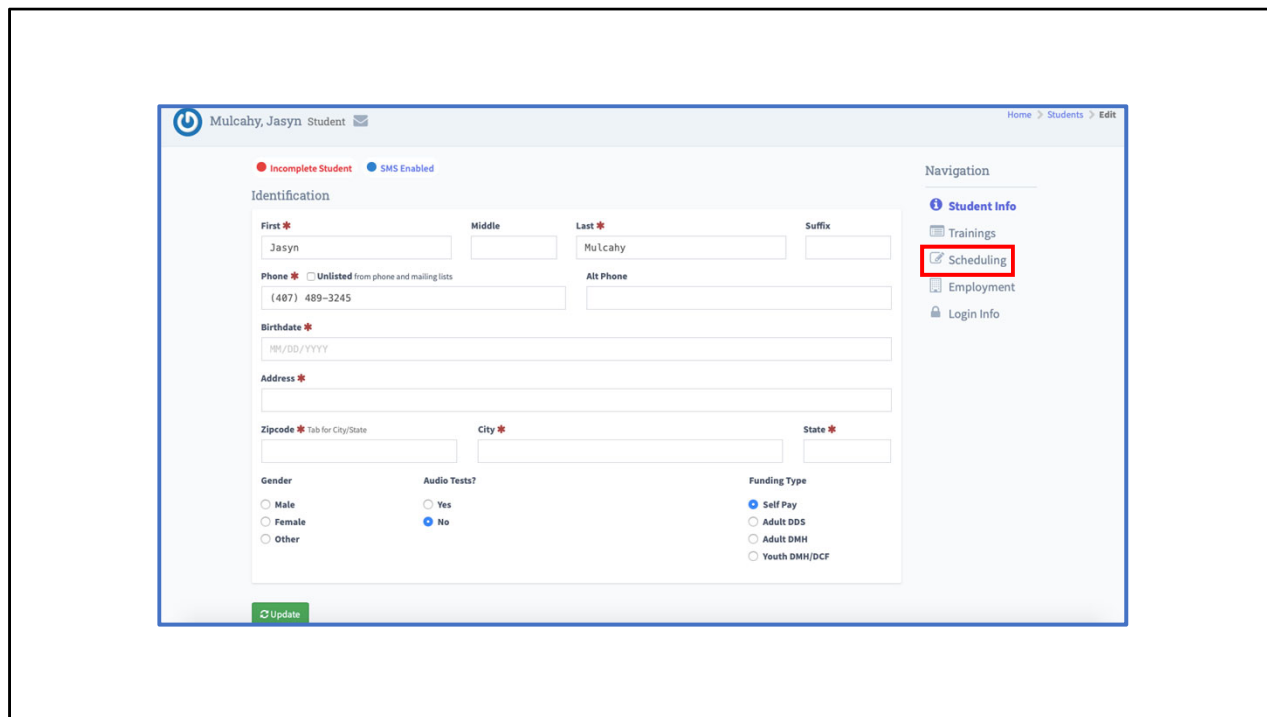 Mulcahy, Jasyn Student
Home > Students > Edit
Incomplete Student SMS Enabled
Identification
First * Middle Last * Suffix
Jasyn Mulcahy
Phone * Unlisted from phone and mailing lists Alt Phone
(407) 489-3245
Birthdate *
MM/DD/YYYY
Address *
Zipcode * Tab for City/State City * State *
Gender Audio Tests? Funding Type
Male Yes Self Pay
Female No Adult DDS
Other Adult DMH
Youth DMH/DCF
Update
Navigation
Student Info
Trainings
Scheduling
Employment
Login Info